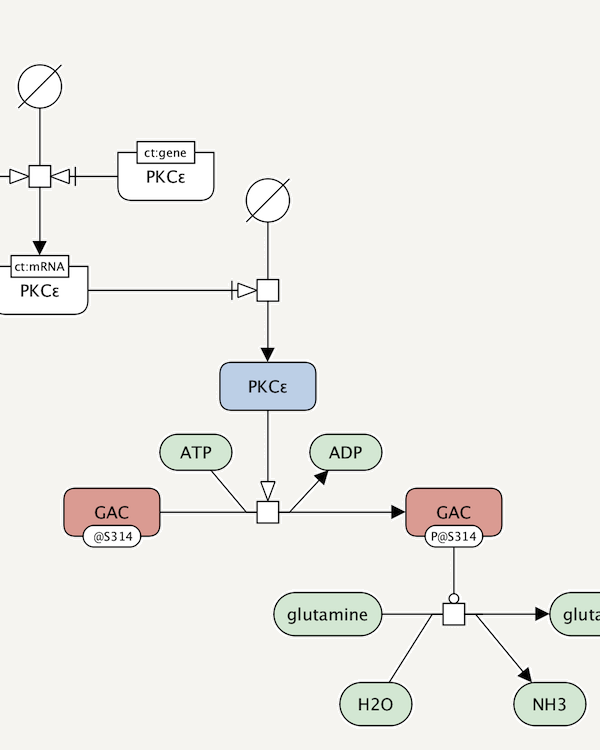 ct:gene
PKCε
ct:mRNA
PKCε
PKCε
ATP
ADP
GAC
@S314
GAC
P@S314
glutamine
gluta
H2O
NH3